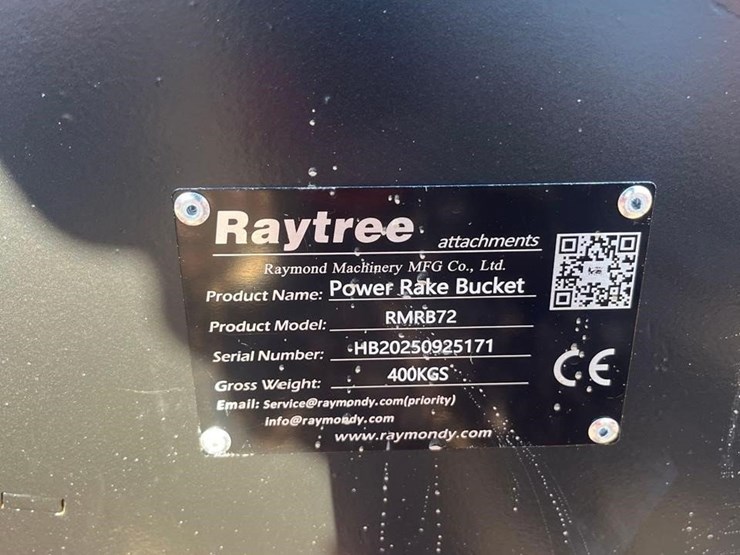 Raytree attachments
Raymond Machinery MFG Co., Ltd.
Product Name: Power Rake Bucket
Product Model: RMRB72
Serial Number: HB20250925171
Gross Weight: 400KGS
Email: Service@raymondy.com(priority)
info@raymondy.com
www.raymondy.com
CE